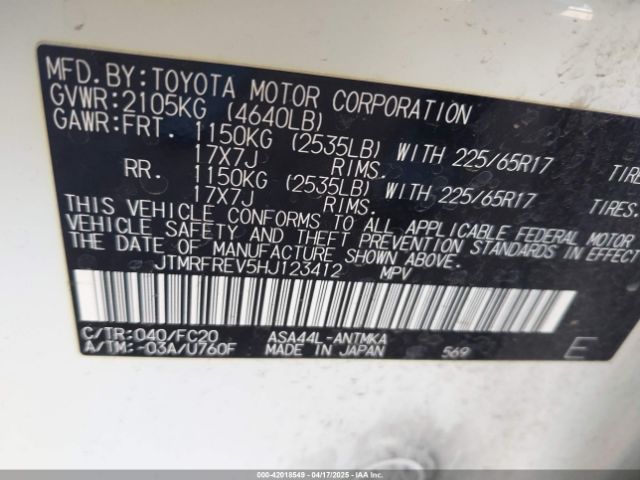 MFD. BY: TOYOTA MOTOR CORPORATION
GVWR: 2105KG (4640LB)
GAWR: FRT. 1150KG (2535LB) WITH 225/65R17 TIRES
17X7J RIMS.
RR. 1150KG (2535LB) WITH 225/65R17 TIRES
17X7J RIMS.
THIS VEHICLE CONFORMS TO ALL APPLICABLE FEDERAL MOTOR
VEHICLE SAFETY AND THEFT PREVENTION STANDARDS IN EFFECT
THE DATE OF MANUFACTURE SHOWN ABOVE.
JTMRFREV5HJ123412 MPV
C/TR: 040/FC20 ASA44L-ANTMKA
A/TM: -03A/U760F MADE IN JAPAN 569 E
000-42018549 - 04/17/2025 - IAA, Inc.